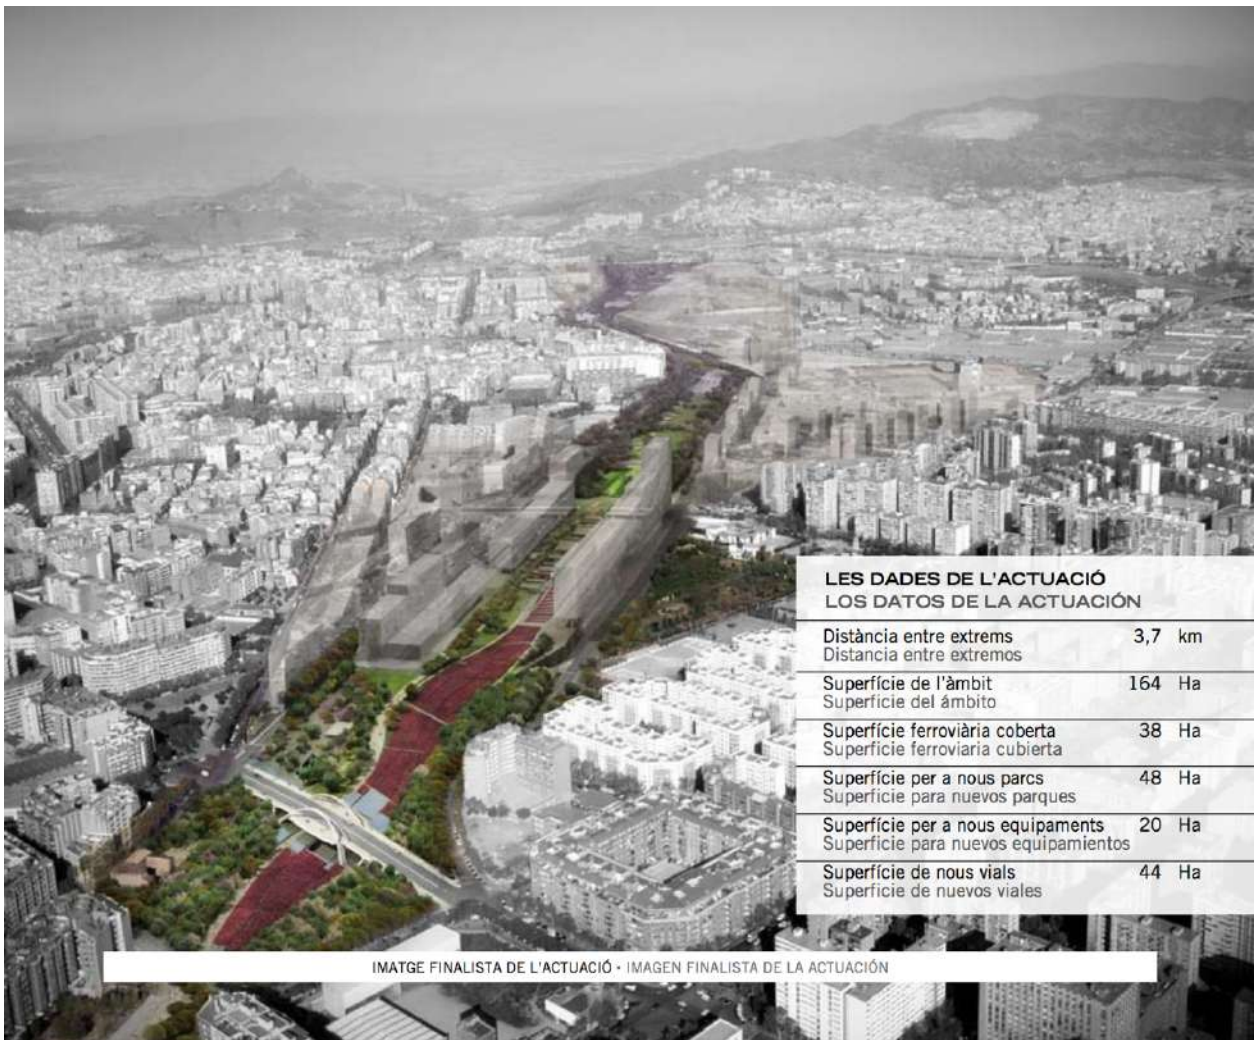 LES DADES DE L'ACTUACIÓ
LOS DATOS DE LA ACTUACIÓN
Distància entre extrems 3,7 km
Distancia entre extremos
Superfície de l'àmbit 164 Ha
Superficie del ámbito
Superfície ferroviària coberta 38 Ha
Superficie ferroviaria cubierta
Superfície per a nous parcs 48 Ha
Superficie para nuevos parques
Superfície per a nous equipaments 20 Ha
Superficie para nuevos equipamientos
Superfície de nous vials 44 Ha
Superficie de nuevos viales
IMATGE FINALISTA DE L'ACTUACIÓ · IMAGEN FINALISTA DE LA ACTUACIÓN